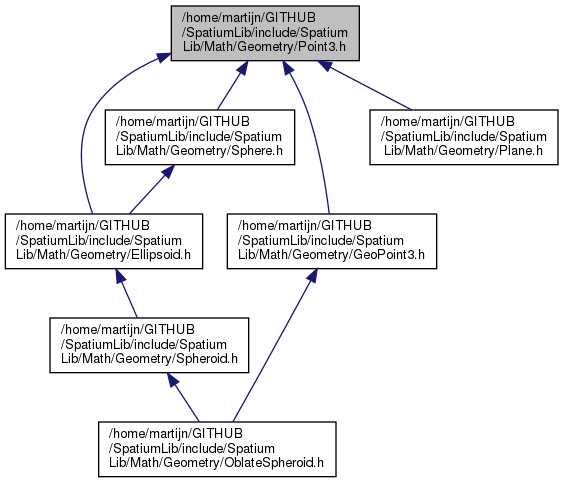 /home/martijn/GITHUB
/SpatiumLib/include/Spatium
Lib/Math/Geometry/Point3.h
/home/martijn/GITHUB
/SpatiumLib/include/Spatium
Lib/Math/Geometry/Sphere.h
/home/martijn/GITHUB
/SpatiumLib/include/Spatium
Lib/Math/Geometry/Plane.h
/home/martijn/GITHUB
/SpatiumLib/include/Spatium
Lib/Math/Geometry/Ellipsoid.h
/home/martijn/GITHUB
/SpatiumLib/include/Spatium
Lib/Math/Geometry/GeoPoint3.h
/home/martijn/GITHUB
/SpatiumLib/include/Spatium
Lib/Math/Geometry/Spheroid.h
/home/martijn/GITHUB
/SpatiumLib/include/Spatium
Lib/Math/Geometry/OblateSpheroid.h